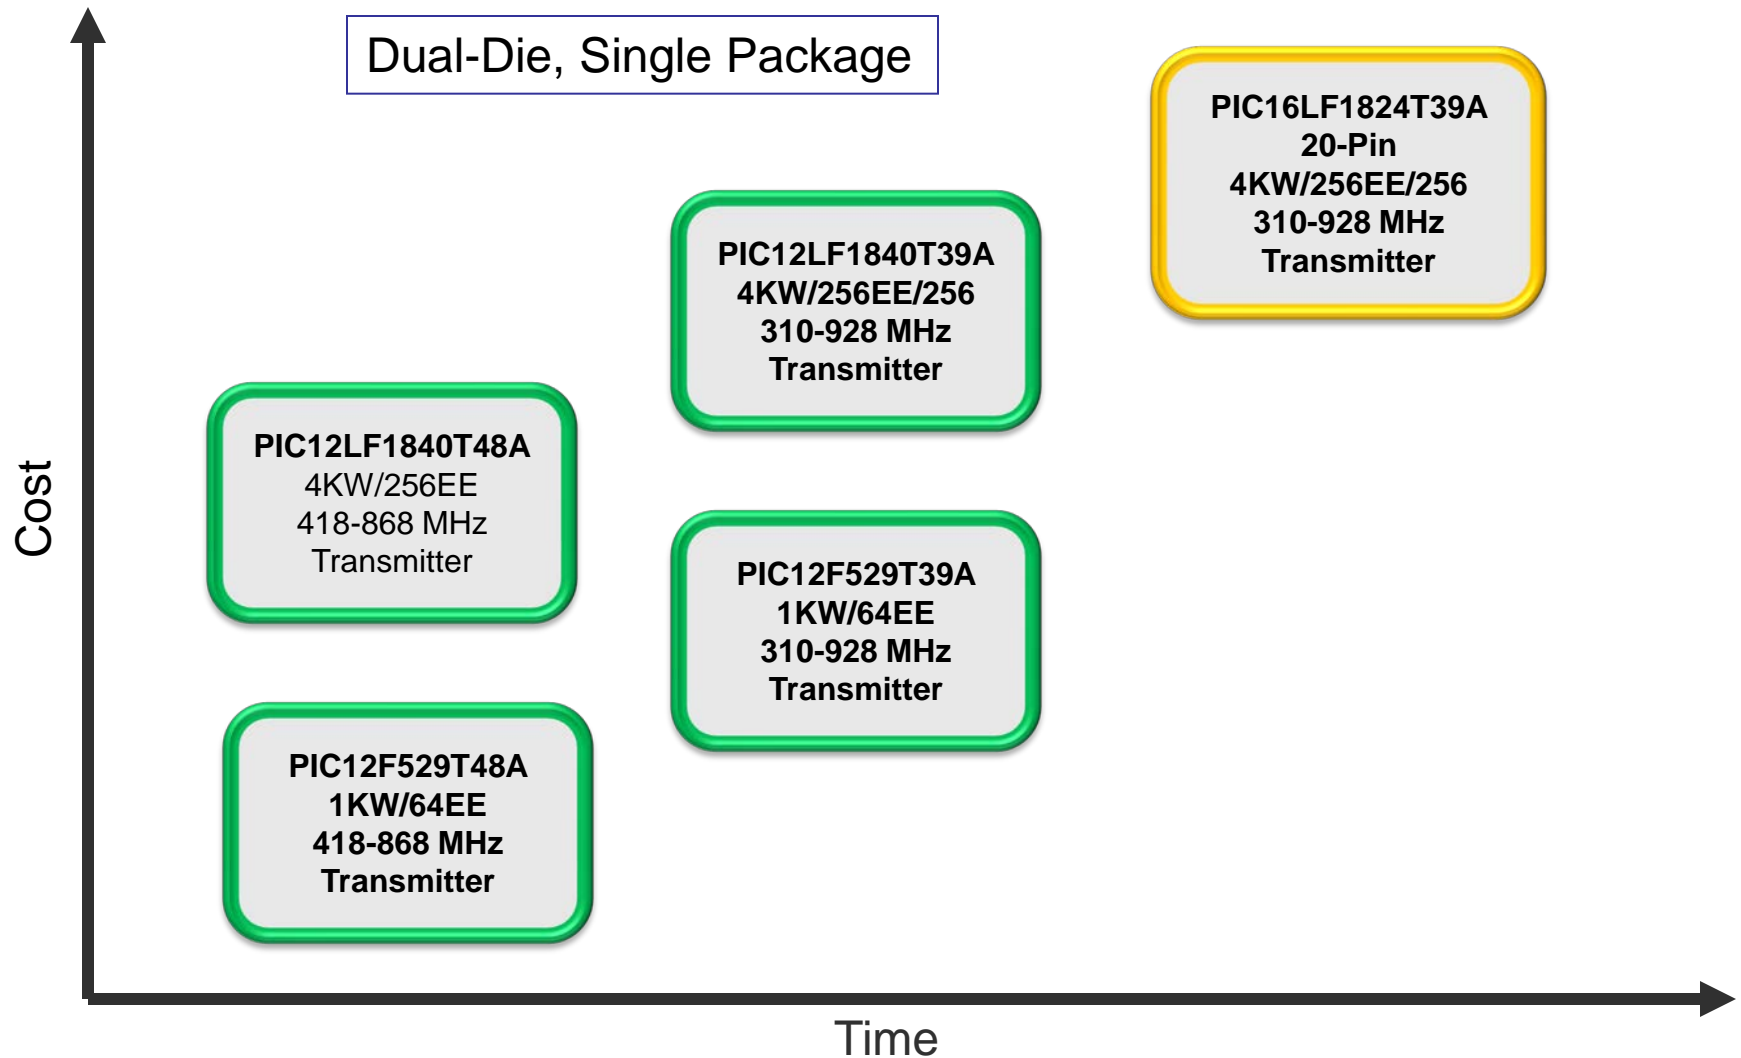 Dual-Die, Single Package
PIC16LF1824T39A
20-Pin
4KW/256EE/256
310-928 MHz
Transmitter
PIC12LF1840T39A
4KW/256EE/256
310-928 MHz
Transmitter
PIC12LF1840T48A
4KW/256EE
418-868 MHz
Transmitter
PIC12F529T39A
1KW/64EE
310-928 MHz
Transmitter
PIC12F529T48A
1KW/64EE
418-868 MHz
Transmitter
Cost
Time